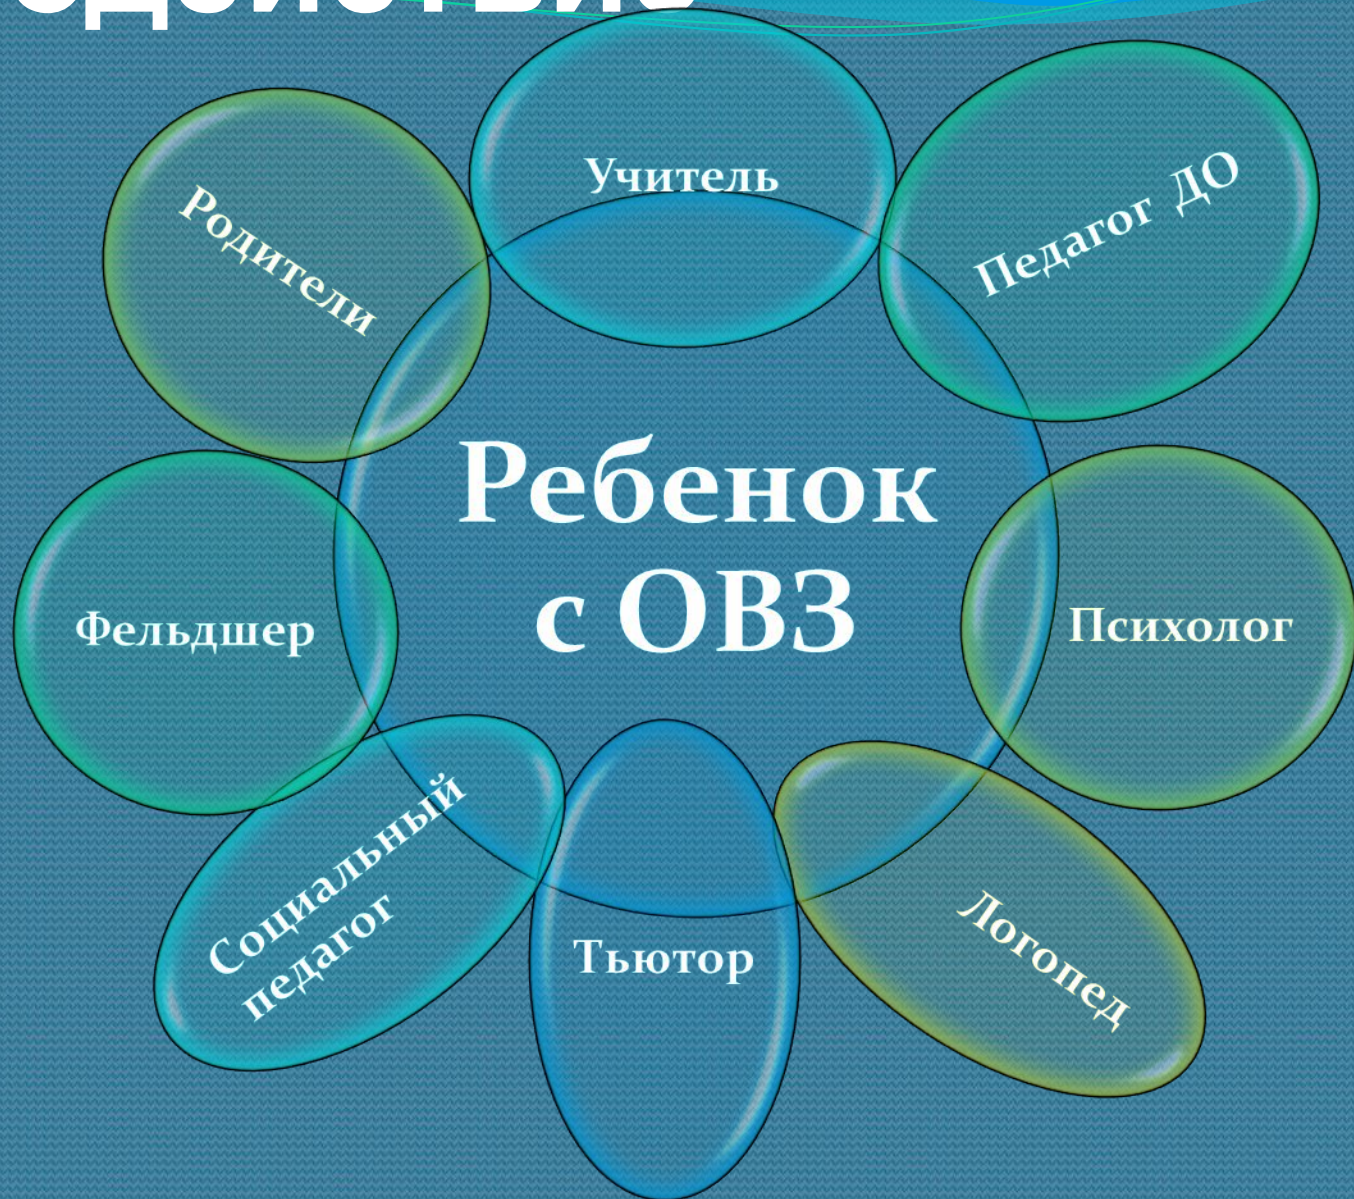 Учитель
Педагог ДО
Родители
Ребенок
с ОВЗ
Психолог
Фельдшер
Социальный
педагог
Тьютор
Логопед